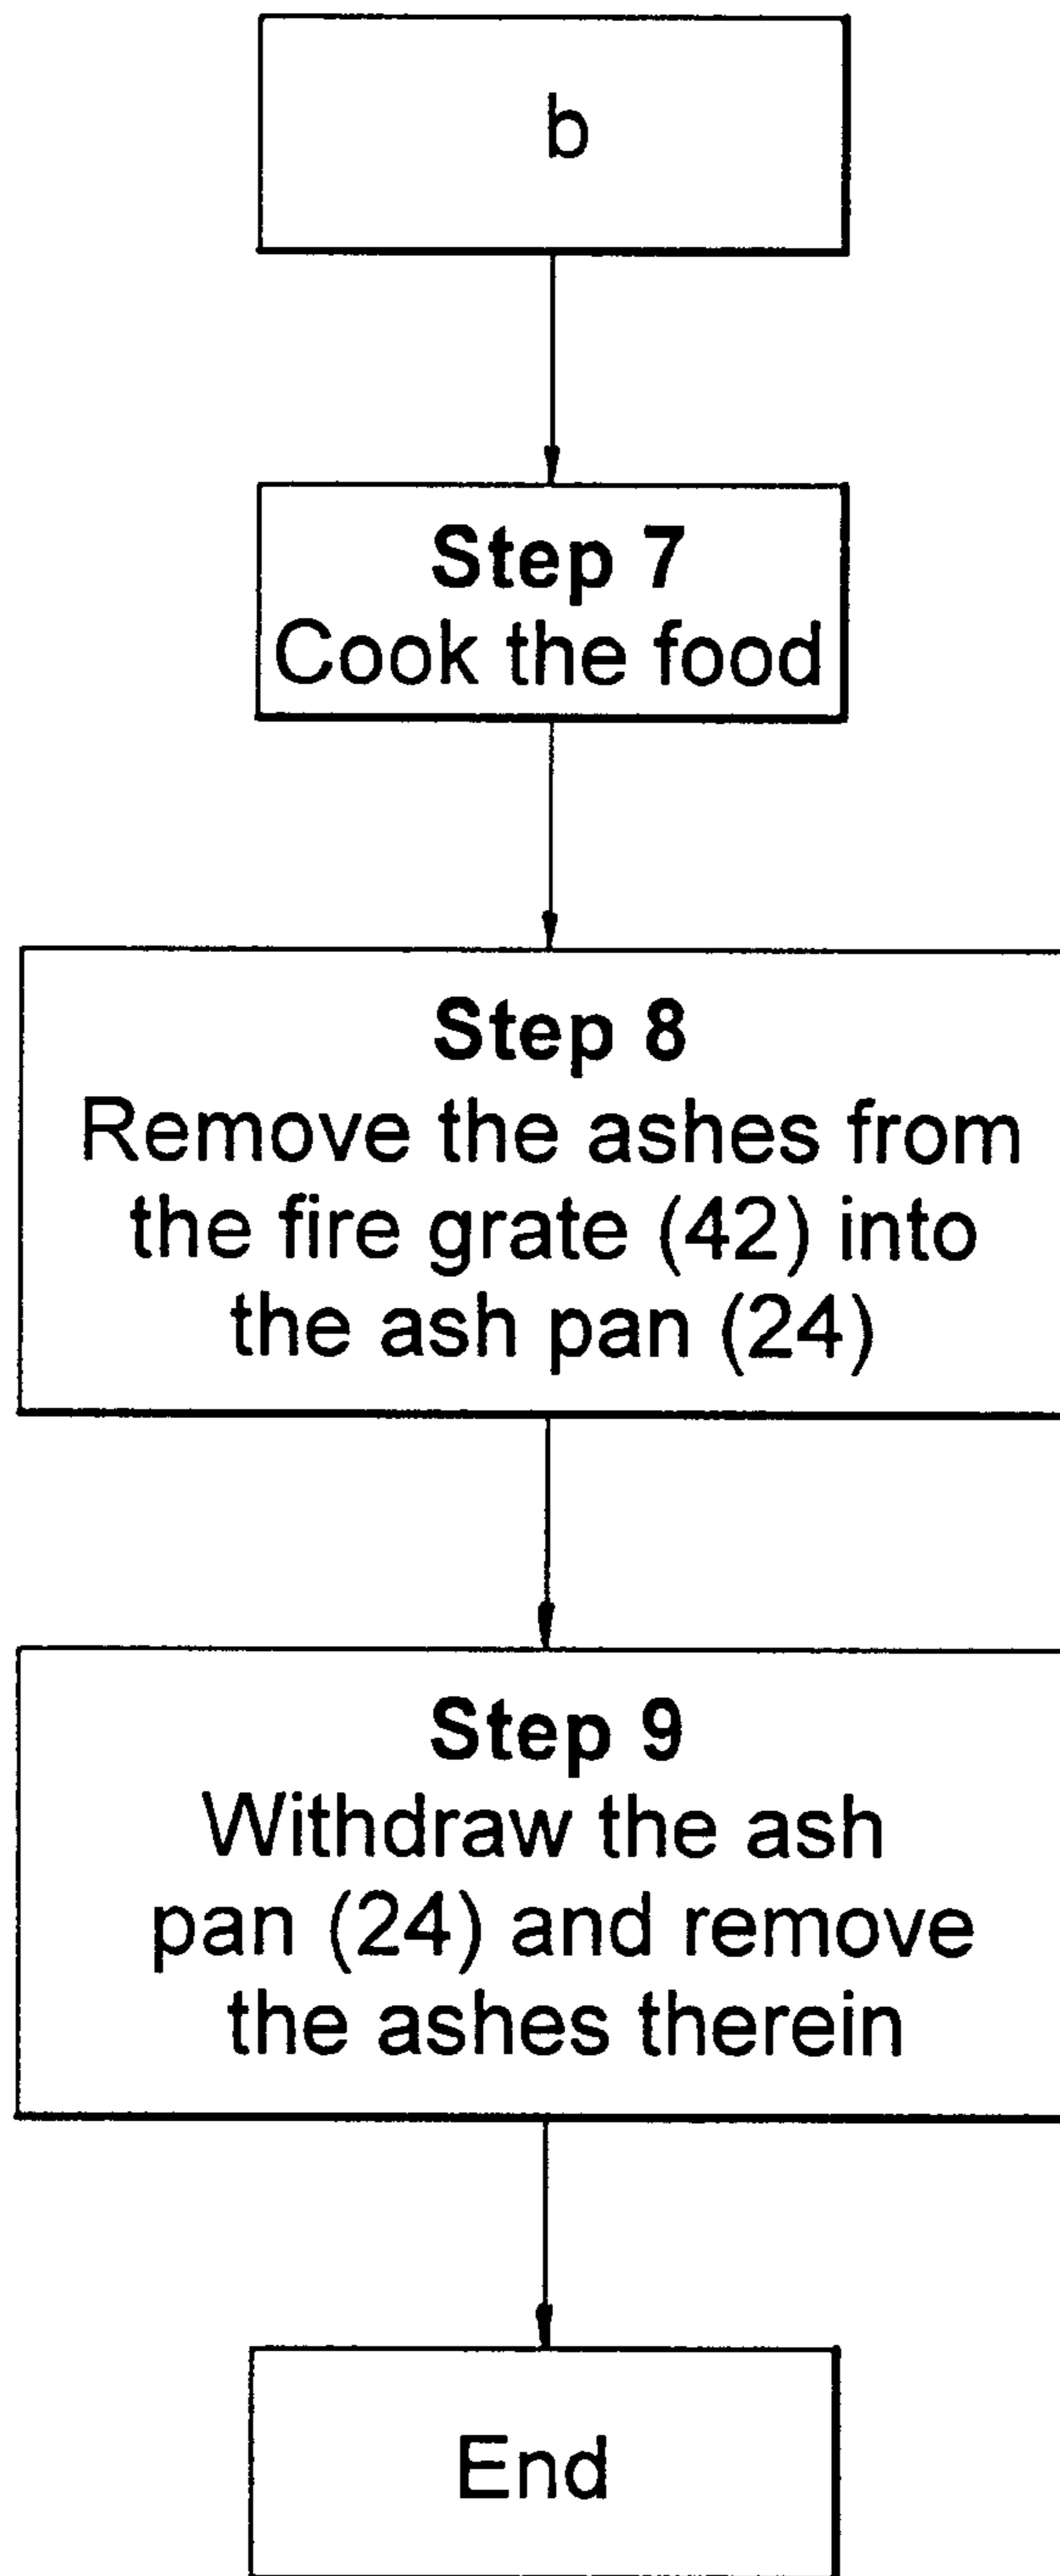 b
Step 7
Cook the food
Step 8
Remove the ashes from
the fire grate (42) into
the ash pan (24)
Step 9
Withdraw the ash
pan (24) and remove
the ashes therein
End